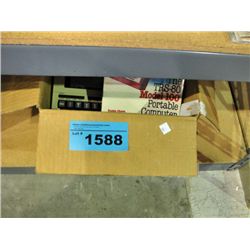 The
TRS-80
Model 100
Portable
Computer
Lot #
1588